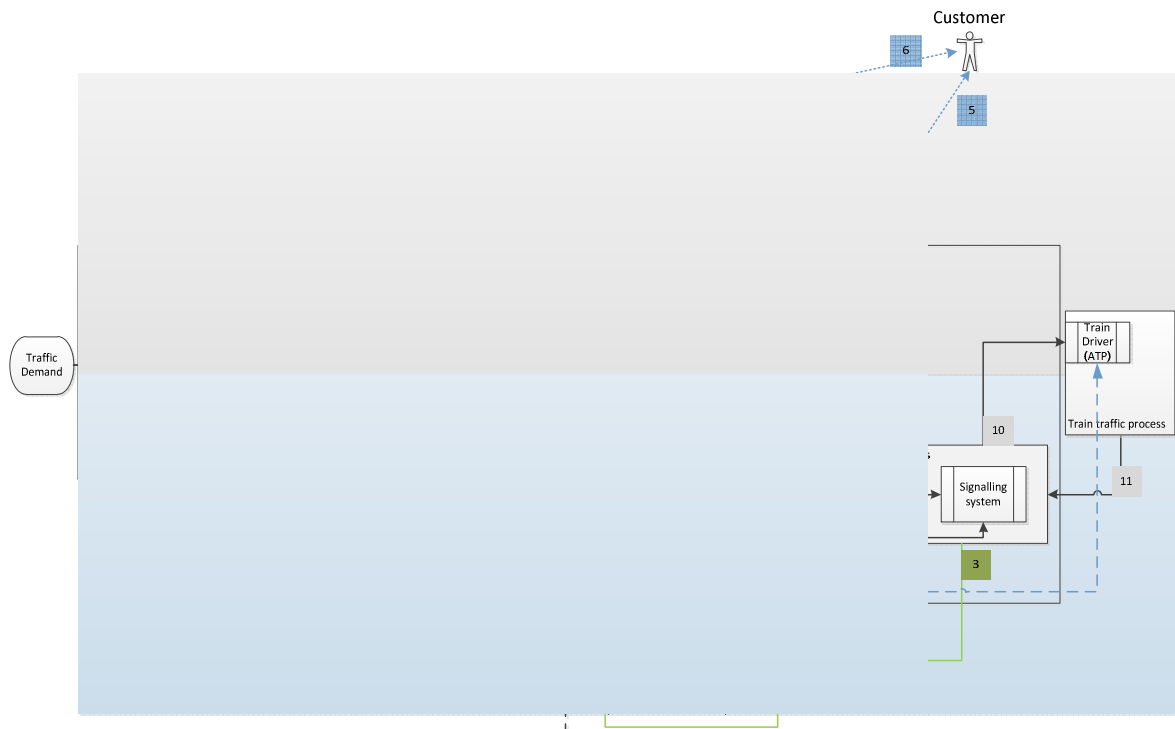 Customer
6
5
Traffic
Demand
Train
Driver
(ATP)
Train traffic process
10
11
Signalling
system
3